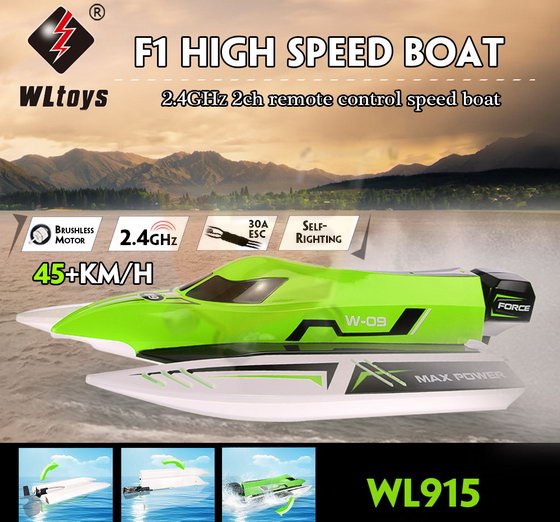 ®
WLtoys
F1 HIGH SPEED BOAT
2.4GHz 2ch remote control speed boat
BRUSHLESS
MOTOR
2.4GHZ
30A
ESC
SELF-
RIGHTING
45+KM/H
W-09
FORCE
MAX POWER
WL915